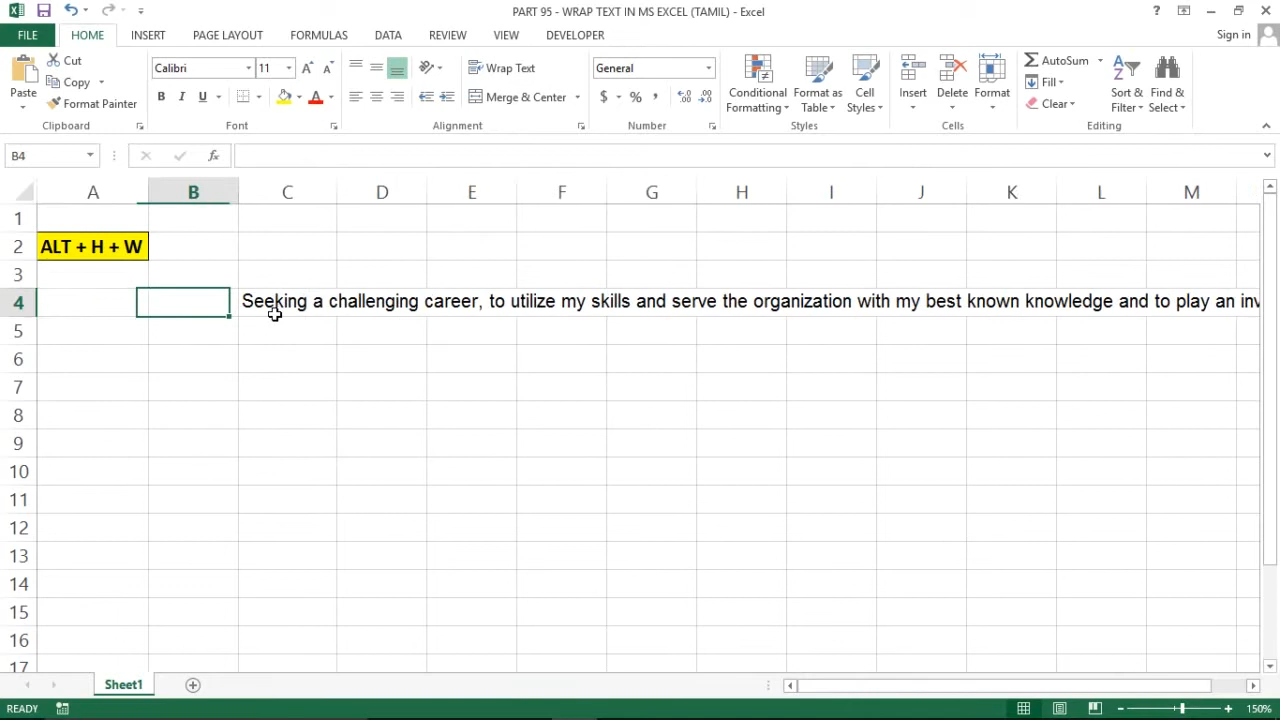 PART 95 - WRAP TEXT IN MS EXCEL (TAMIL) - Excel
?
FILE HOME INSERT PAGE LAYOUT FORMULAS DATA REVIEW VIEW DEVELOPER Sign in
Paste Cut Copy Format Painter
Clipboard
Calibri 11
B I U
Font
Wrap Text
Merge & Center
Alignment
General
$ % ,
Number
Conditional Formatting
Format as Table
Cell Styles
Styles
Insert Delete Format
Cells
AutoSum
Fill
Clear
Sort & Filter
Find & Select
Editing
B4 fx
A B C D E F G H I J K L M
1
2 ALT + H + W
3
4 Seeking a challenging career, to utilize my skills and serve the organization with my best known knowledge and to play an inv
5
6
7
8
9
10
11
12
13
14
15
16
17
Sheet1
READY 150%